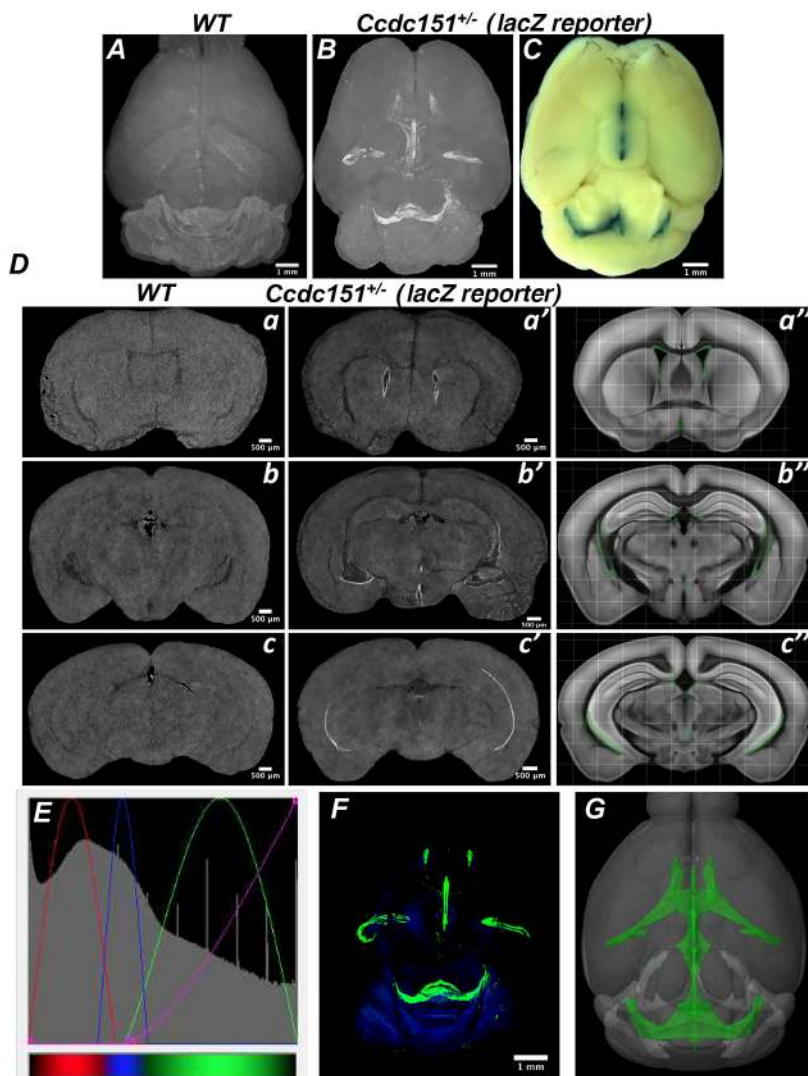 WT Ccdc151+/- (lacZ reporter)
A B C
1 mm 1 mm 1 mm
D
WT Ccdc151+/- (lacZ reporter)
a a' a''
500 µm 500 µm
b b' b''
500 µm 500 µm
c c' c''
500 µm 500 µm
E F G
1 mm